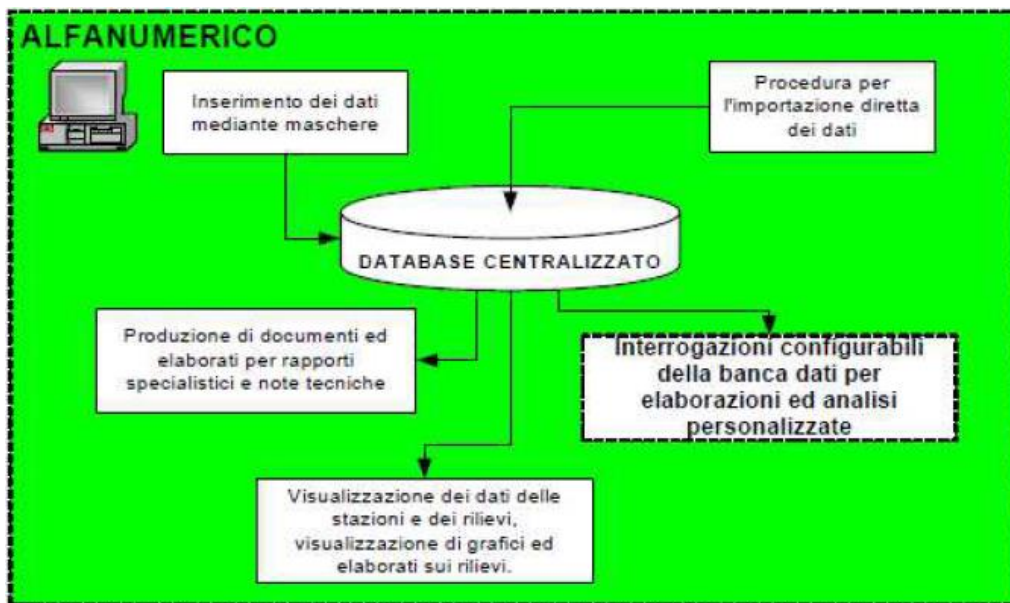 ALFANUMERICO
Inserimento dei dati
mediante maschere
Procedura per
l'importazione diretta
dei dati
DATABASE CENTRALIZZATO
Produzione di documenti ed
elaborati per rapporti
specialistici e note tecniche
Interrogazioni configurabili
della banca dati per
elaborazioni ed analisi
personalizzate
Visualizzazione dei dati delle
stazioni e dei rilievi,
visualizzazione di grafici ed
elaborati sui rilievi.